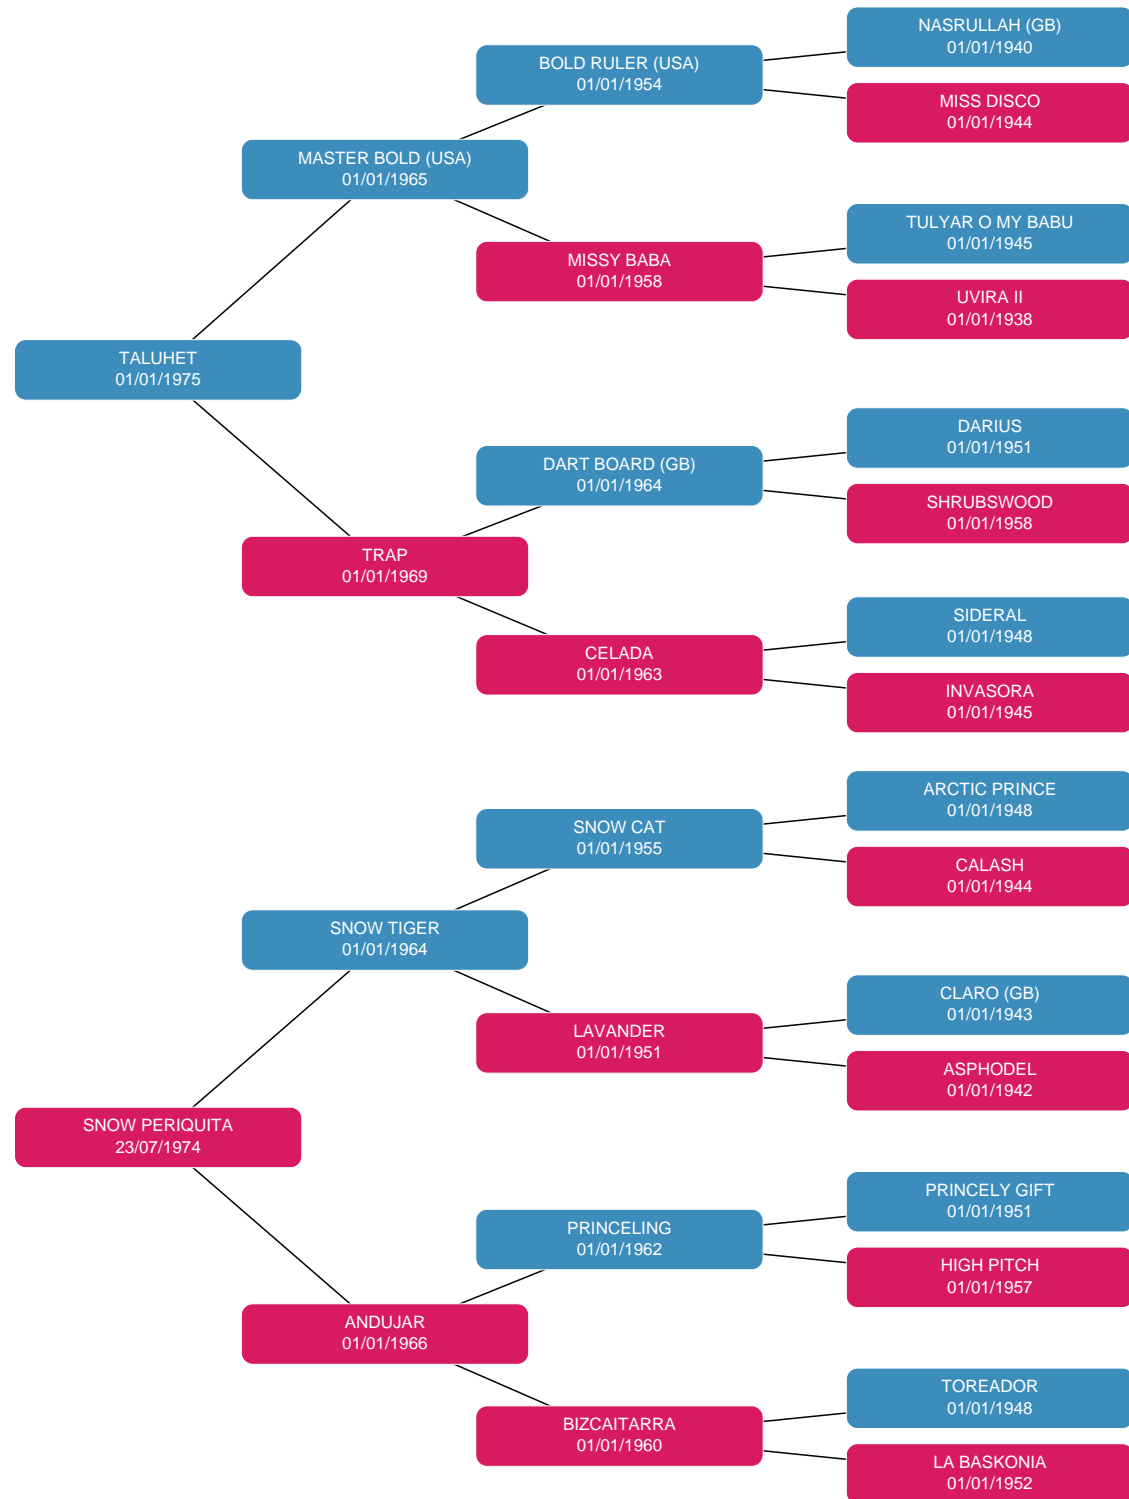 NASRULLAH (GB)
01/01/1940
BOLD RULER (USA)
01/01/1954
MISS DISCO
01/01/1944
MASTER BOLD (USA)
01/01/1965
TULYAR O MY BABU
01/01/1945
MISSY BABA
01/01/1958
UVIRA II
01/01/1938
TALUHET
01/01/1975
DARIUS
01/01/1951
DART BOARD (GB)
01/01/1964
SHRUBSWOOD
01/01/1958
TRAP
01/01/1969
SIDERAL
01/01/1948
CELADA
01/01/1963
INVASORA
01/01/1945
ARCTIC PRINCE
01/01/1948
SNOW CAT
01/01/1955
CALASH
01/01/1944
SNOW TIGER
01/01/1964
CLARO (GB)
01/01/1943
LAVANDER
01/01/1951
ASPHODEL
01/01/1942
SNOW PERIQUITA
23/07/1974
PRINCELY GIFT
01/01/1951
PRINCELING
01/01/1962
HIGH PITCH
01/01/1957
ANDUJAR
01/01/1966
TOREADOR
01/01/1948
BIZCAITARRA
01/01/1960
LA BASKONIA
01/01/1952